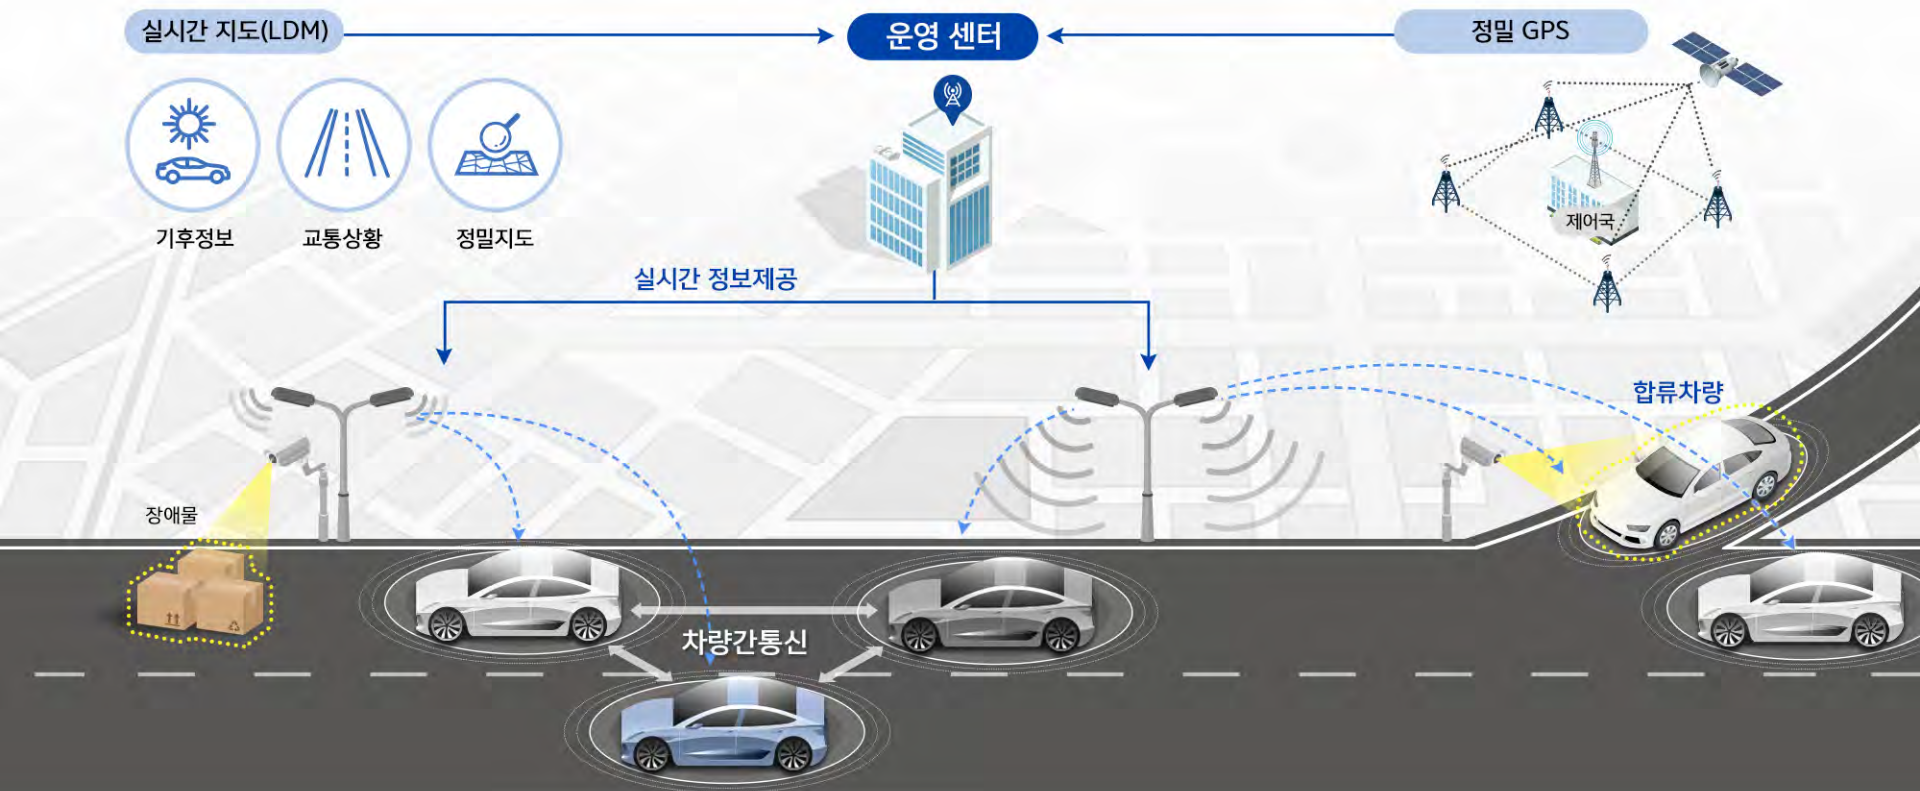 실시간 지도(LDM)
운영 센터
정밀 GPS
기후정보
교통상황
정밀지도
제어국
실시간 정보제공
합류차량
장애물
차량간통신